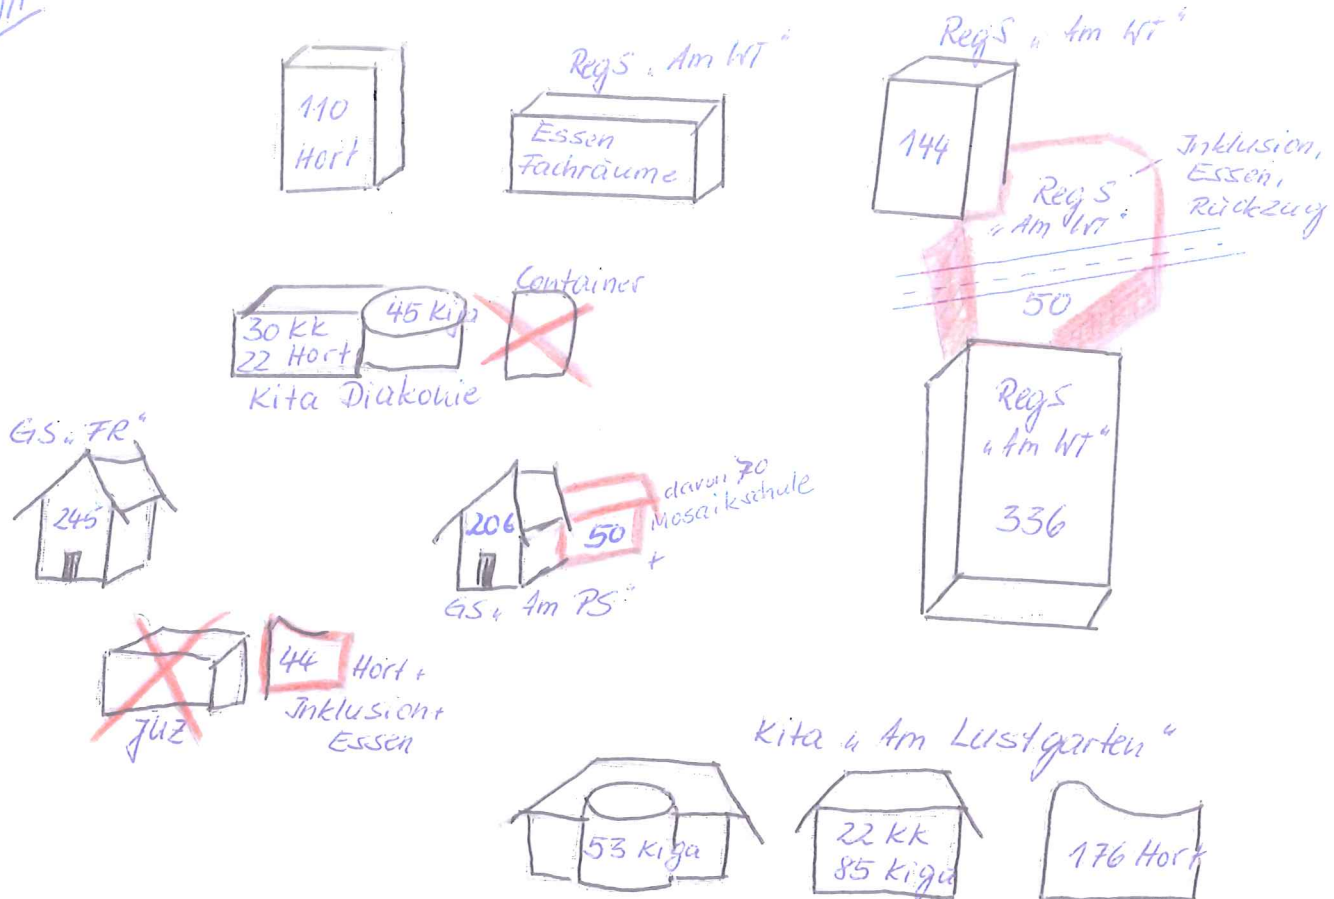 110
Hort
RegS „Am WT“
Essen
Fachräume
RegS „Am WT“
144
Inklusion,
Essen,
Rückzug
RegS
„Am WT“
50
Container
30 KK
22 Hort
45 Kiga
Kita Diakonie
RegS
„Am WT“
336
GS „FR“
245
206
50
davon 70
Mosaikschule
+
GS „Am PS“
JUZ
44
Hort +
Inklusion+
Essen
Kita „Am Lustgarten“
53 Kiga
22 KK
85 Kiga
176 Hort